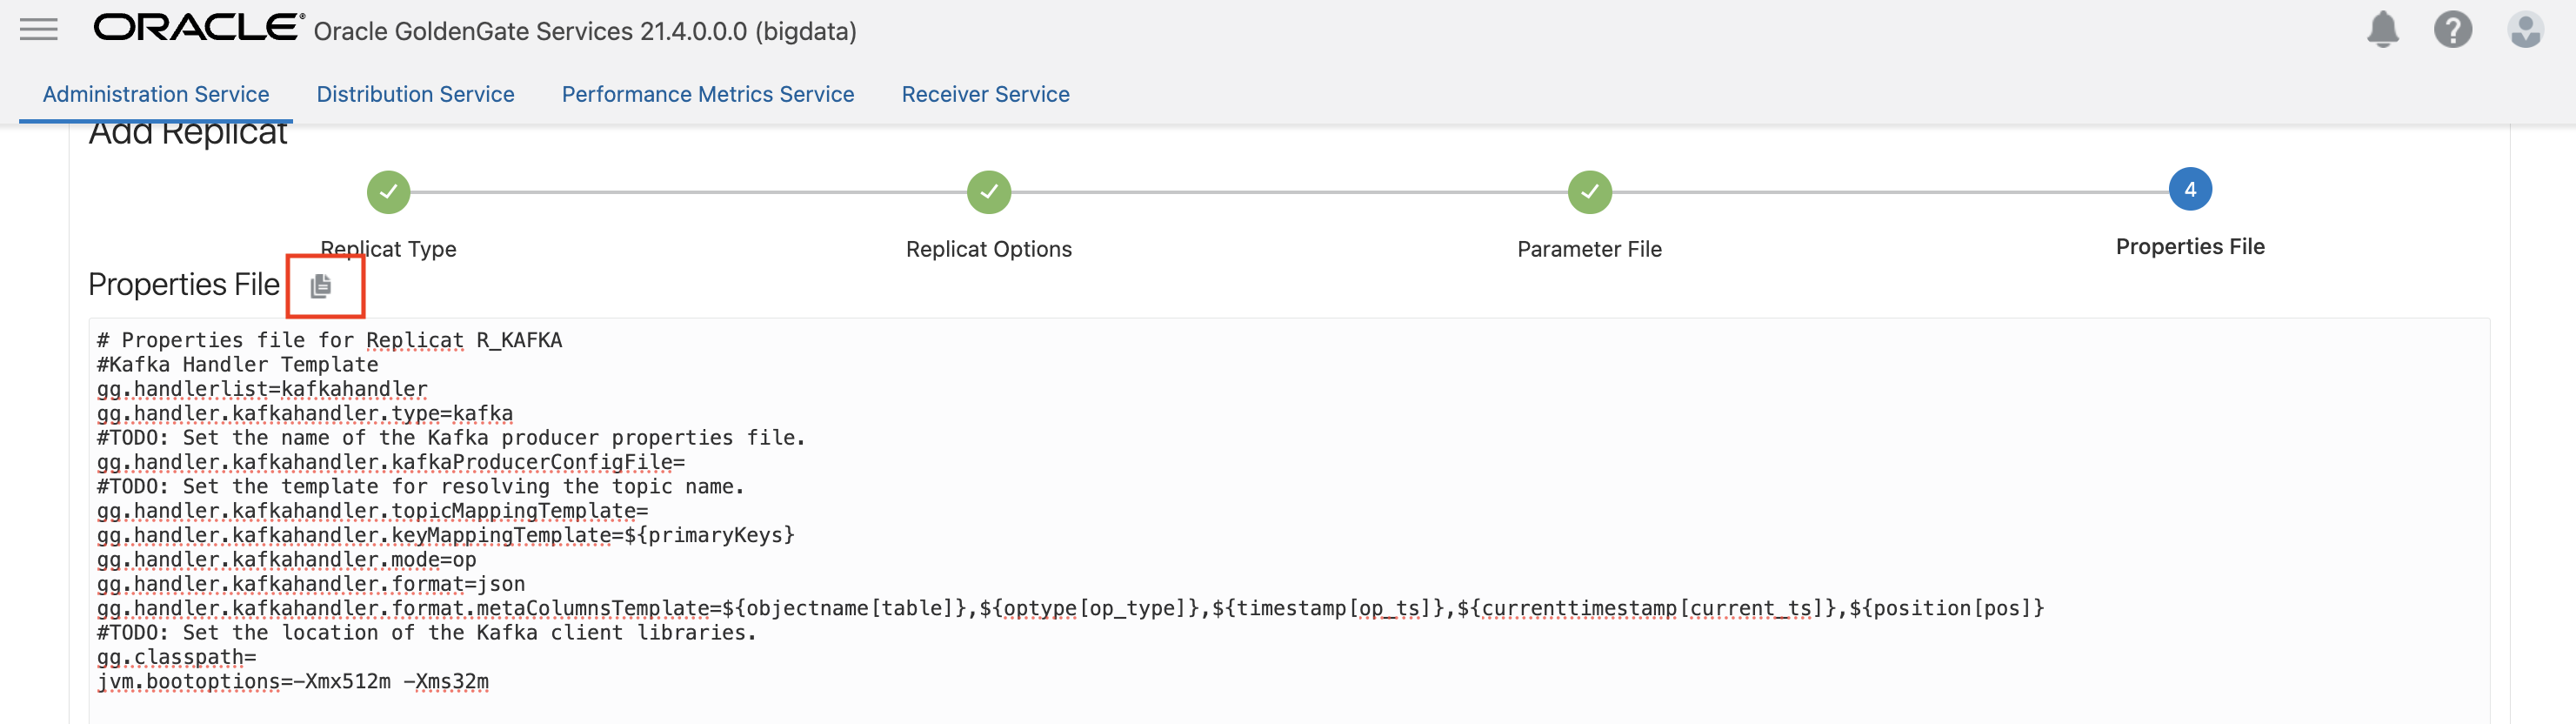 ORACLE® Oracle GoldenGate Services 21.4.0.0.0 (bigdata)
?
Administration Service Distribution Service Performance Metrics Service Receiver Service
Add Replicat
4
Replicat Type Replicat Options Parameter File Properties File
Properties File
# Properties file for Replicat R_KAFKA
#Kafka Handler Template
gg.handlerlist=kafkahandler
gg.handler.kafkahandler.type=kafka
#TODO: Set the name of the Kafka producer properties file.
gg.handler.kafkahandler.kafkaProducerConfigFile=
#TODO: Set the template for resolving the topic name.
gg.handler.kafkahandler.topicMappingTemplate=
gg.handler.kafkahandler.keyMappingTemplate=${primaryKeys}
gg.handler.kafkahandler.mode=op
gg.handler.kafkahandler.format=json
gg.handler.kafkahandler.format.metaColumnsTemplate=${objectname[table]},${optype[op_type]},${timestamp[op_ts]},${currenttimestamp[current_ts]},${position[pos]}
#TODO: Set the location of the Kafka client libraries.
gg.classpath=
jvm.bootoptions=-Xmx512m -Xms32m